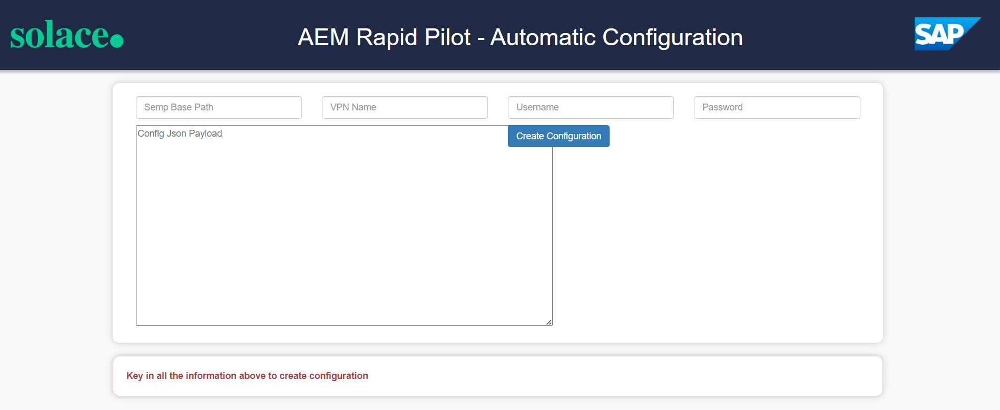 solace.
AEM Rapid Pilot - Automatic Configuration
SAP
Semp Base Path
VPN Name
Username
Password
Config Json Payload
Create Configuration
Key in all the information above to create configuration